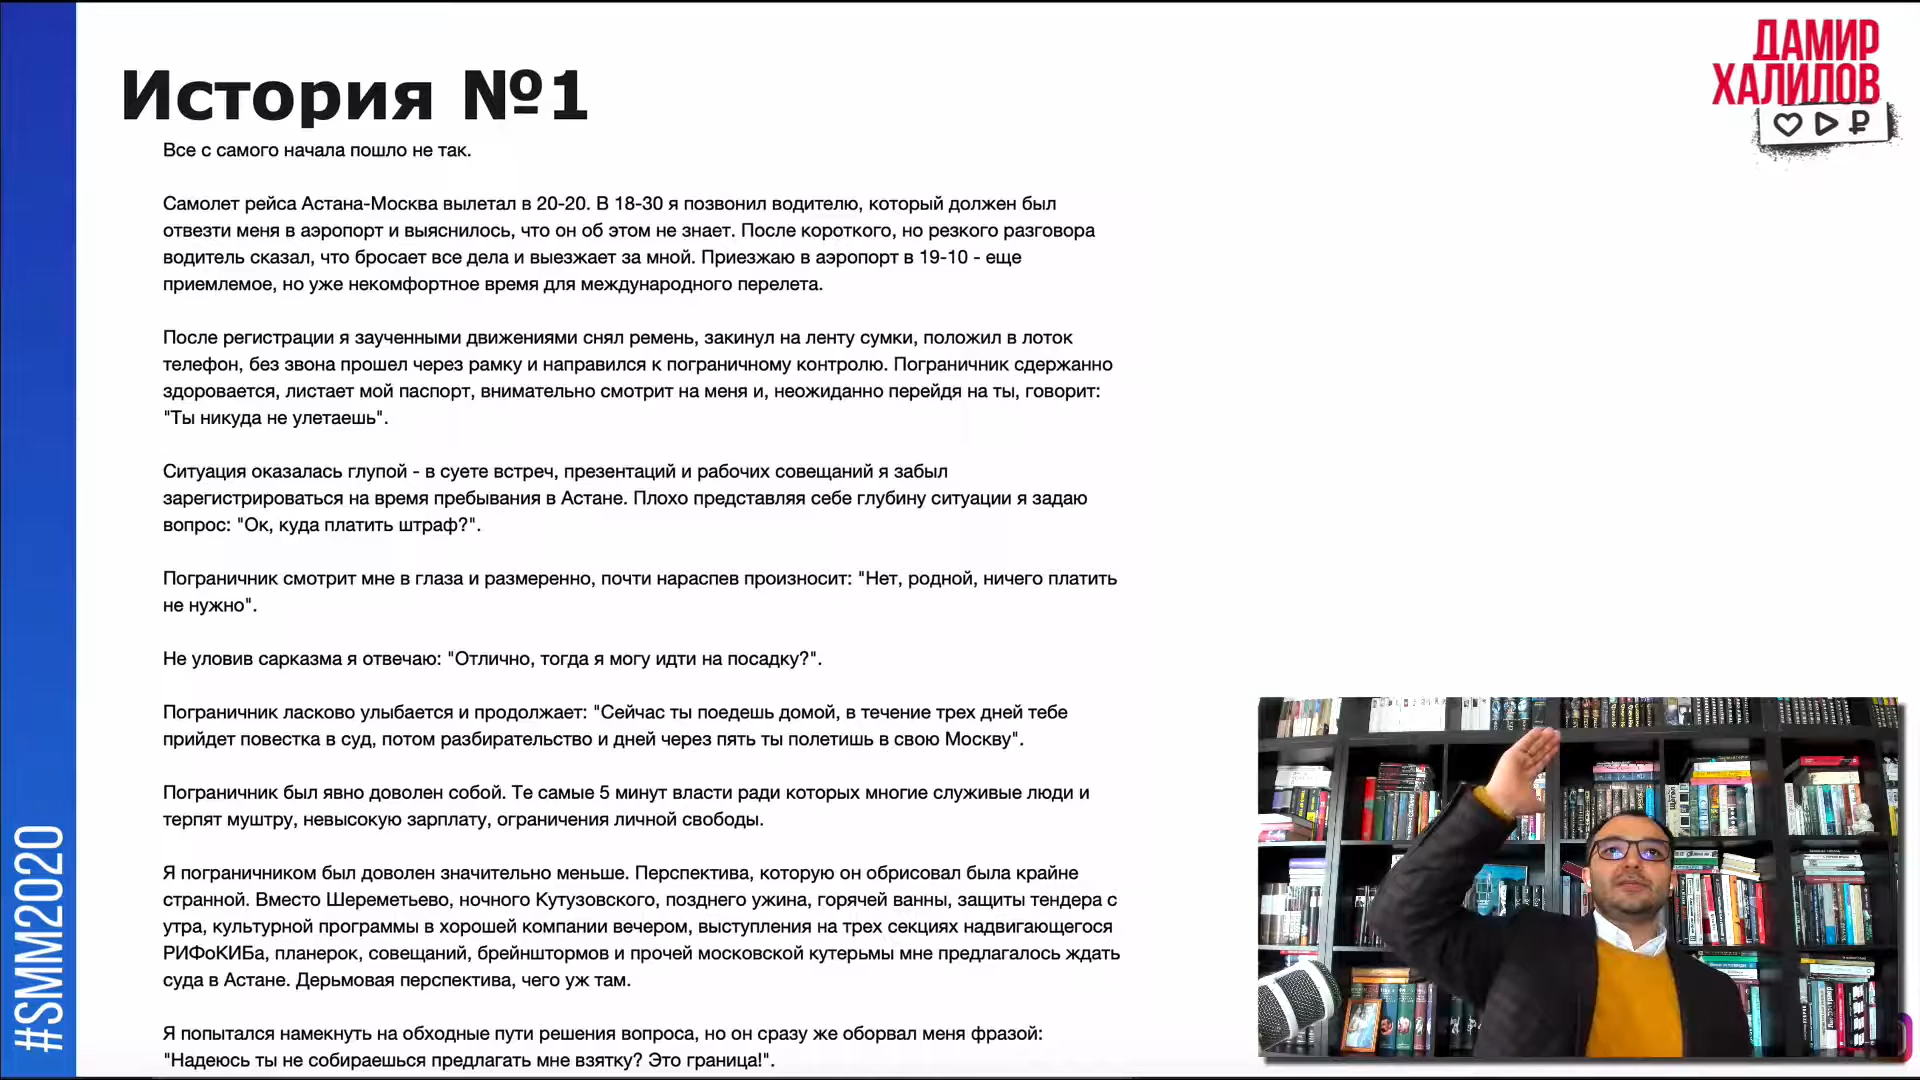 История №1
ДАМИР
ХАЛИЛОВ
Все с самого начала пошло не так.
Самолет рейса Астана-Москва вылетал в 20-20. В 18-30 я позвонил водителю, который должен был
отвезти меня в аэропорт и выяснилось, что он об этом не знает. После короткого, но резкого разговора
водитель сказал, что бросает все дела и выезжает за мной. Приезжаю в аэропорт в 19-10 - еще
приемлемое, но уже некомфортное время для международного перелета.
После регистрации я заученными движениями снял ремень, закинул на ленту сумки, положил в лоток
телефон, без звона прошел через рамку и направился к пограничному контролю. Пограничник сдержанно
здоровается, листает мой паспорт, внимательно смотрит на меня и, неожиданно перейдя на ты, говорит:
"Ты никуда не улетаешь".
Ситуация оказалась глупой - в суете встреч, презентаций и рабочих совещаний я забыл
зарегистрироваться на время пребывания в Астане. Плохо представляя себе глубину ситуации я задаю
вопрос: "Ок, куда платить штраф?".
Пограничник смотрит мне в глаза и размеренно, почти нараспев произносит: "Нет, родной, ничего платить
не нужно".
Не уловив сарказма я отвечаю: "Отлично, тогда я могу идти на посадку?".
Пограничник ласково улыбается и продолжает: "Сейчас ты поедешь домой, в течение трех дней тебе
прийдет повестка в суд, потом разбирательство и дней через пять ты полетишь в свою Москву".
Пограничник был явно доволен собой. Те самые 5 минут власти ради которых многие служивые люди и
терпят муштру, невысокую зарплату, ограничения личной свободы.
Я пограничником был доволен значительно меньше. Перспектива, которую он обрисовал была крайне
странной. Вместо Шереметьево, ночного Кутузовского, позднего ужина, горячей ванны, защиты тендера с
утра, культурной программы в хорошей компании вечером, выступления на трех секциях надвигающегося
РИФоКИБа, планерок, совещаний, брейнштормов и прочей московской кутерьмы мне предлагалось ждать
суда в Астане. Дерьмовая перспектива, чего уж там.
Я попытался намекнуть на обходные пути решения вопроса, но он сразу же оборвал меня фразой:
"Надеюсь ты не собираешься предлагать мне взятку? Это граница!".
#SMM2020